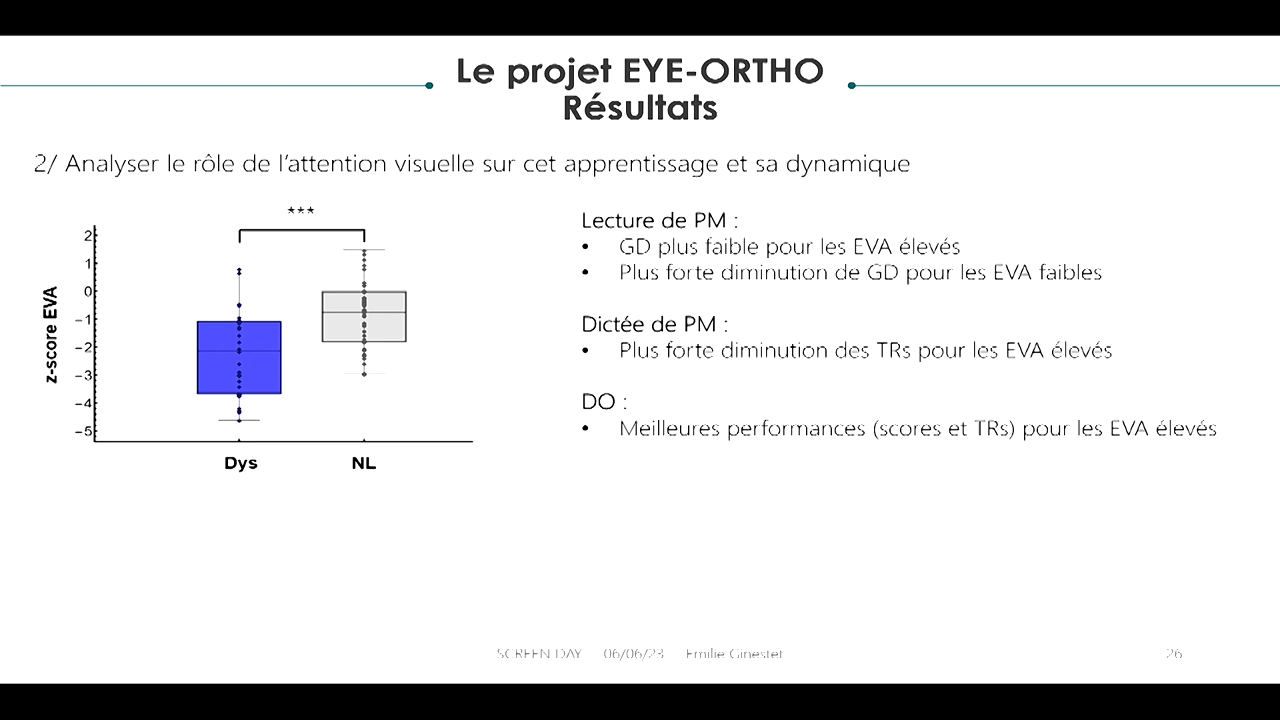 Le projet EYE-ORTHO
Résultats
2/ Analyser le rôle de l'attention visuelle sur cet apprentissage et sa dynamique
***
2
1
0
−1
−2
−3
−4
−5
z-score EVA
Dys
NL
Lecture de PM :
• GD plus faible pour les EVA élevés
• Plus forte diminution de GD pour les EVA faibles
Dictée de PM :
• Plus forte diminution des TRs pour les EVA élevés
DO :
• Meilleures performances (scores et TRs) pour les EVA élevés
SCREEN DAY 06/06/23 Emilie Ginestet
26